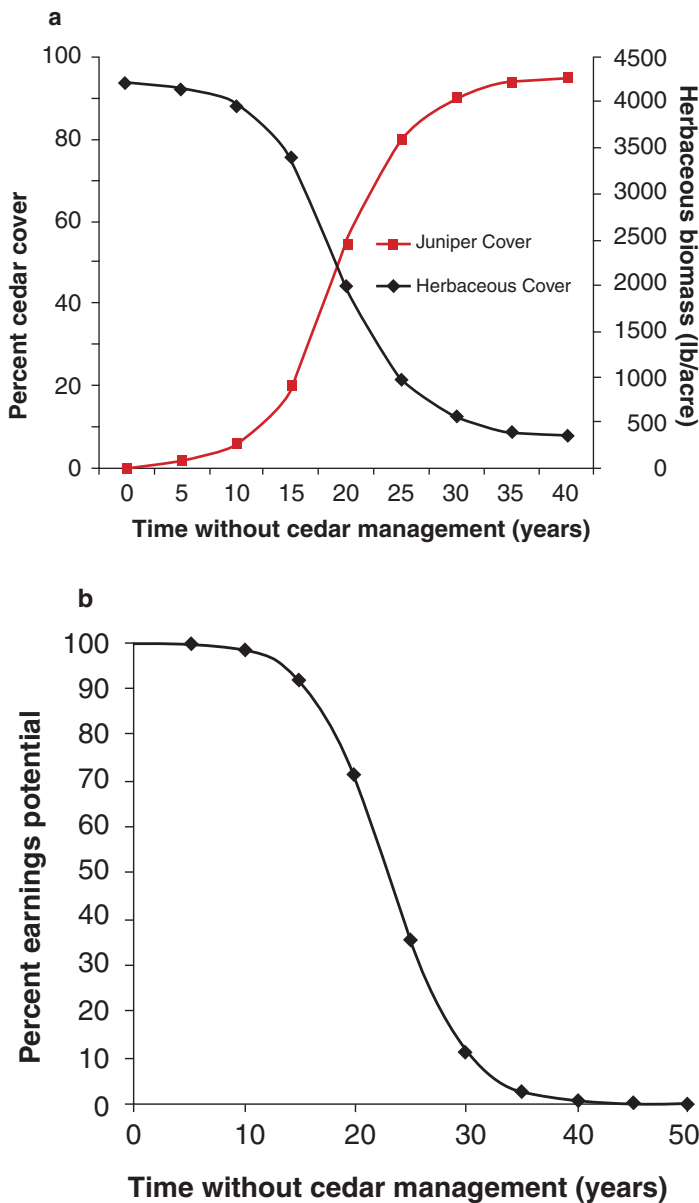 a
100
80
60
40
20
0
Percent cedar cover
4500
4000
3500
3000
2500
2000
1500
1000
500
0
Herbaceous biomass (lb/acre)
Juniper Cover
Herbaceous Cover
0 5 10 15 20 25 30 35 40
Time without cedar management (years)
b
100
90
80
70
60
50
40
30
20
10
0
Percent earnings potential
0 10 20 30 40 50
Time without cedar management (years)